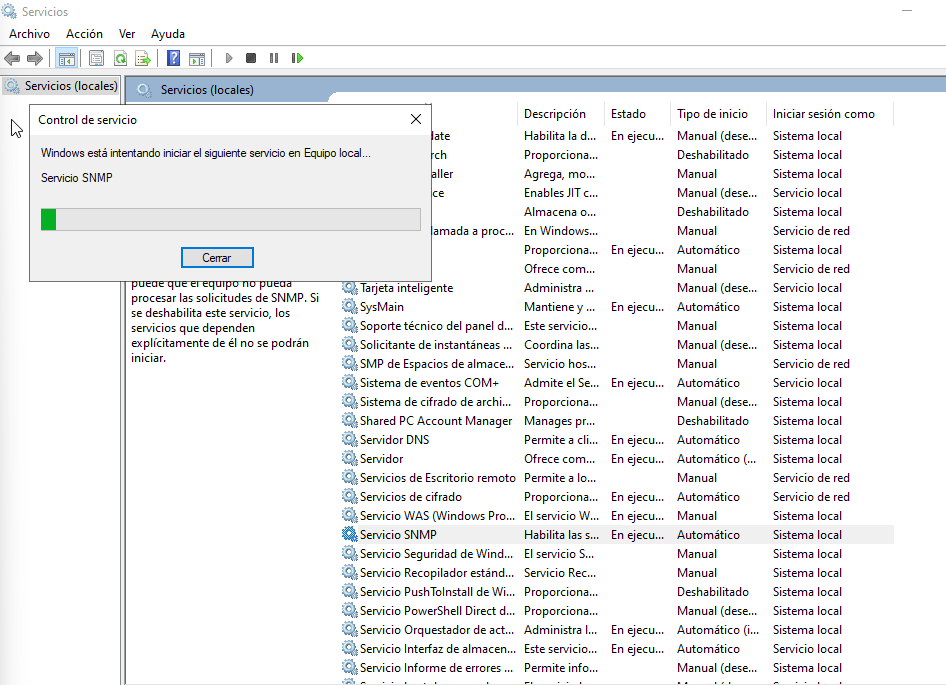 Servicios
Archivo Acción Ver Ayuda
Servicios (locales)
Servicios (locales)
Control de servicio
Windows está intentando iniciar el siguiente servicio en Equipo local...
Servicio SNMP
Cerrar
puede que el equipo no pueda
procesar las solicitudes de SNMP. Si
se deshabilita este servicio, los
servicios que dependen
explícitamente de él no se podrán
iniciar.
Descripción Estado Tipo de inicio Iniciar sesión como
date Habilita la d... En ejecu... Manual (dese... Sistema local
rch Proporciona... Deshabilitado Sistema local
aller Agrega, mo... Manual Sistema local
ce Enables JIT c... Manual (dese... Servicio local
Almacena o... Deshabilitado Sistema local
lamada a proc... En Windows... Manual Servicio de red
Proporciona... En ejecu... Automático Sistema local
Ofrece com... Manual Servicio de red
Tarjeta inteligente Administra ... Manual (dese... Servicio local
SysMain Mantiene y ... En ejecu... Automático Sistema local
Soporte técnico del panel d... Este servicio... Manual Sistema local
Solicitante de instantáneas ... Coordina las... Manual (dese... Sistema local
SMP de Espacios de almace... Servicio hos... Manual Servicio de red
Sistema de eventos COM+ Admite el Se... En ejecu... Automático Servicio local
Sistema de cifrado de archi... Proporciona... Manual (dese... Sistema local
Shared PC Account Manager Manages pr... Deshabilitado Sistema local
Servidor DNS Permite a cli... En ejecu... Automático Sistema local
Servidor Ofrece com... En ejecu... Automático (... Sistema local
Servicios de Escritorio remoto Permite a lo... Manual Servicio de red
Servicios de cifrado Proporciona... En ejecu... Automático Servicio de red
Servicio WAS (Windows Pro... El servicio W... En ejecu... Manual Sistema local
Servicio SNMP Habilita las s... En ejecu... Automático Sistema local
Servicio Seguridad de Wind... El servicio S... Manual Sistema local
Servicio Recopilador estánd... Servicio Rec... Manual Sistema local
Servicio PushToInstall de Wi... Proporciona... Deshabilitado Sistema local
Servicio PowerShell Direct d... Proporciona... Manual (dese... Sistema local
Servicio Orquestador de act... Administra l... En ejecu... Automático (i... Sistema local
Servicio Interfaz de almacen... Este servicio... En ejecu... Automático Servicio local
Servicio Informe de errores ... Permite info... Manual (dese... Sistema local